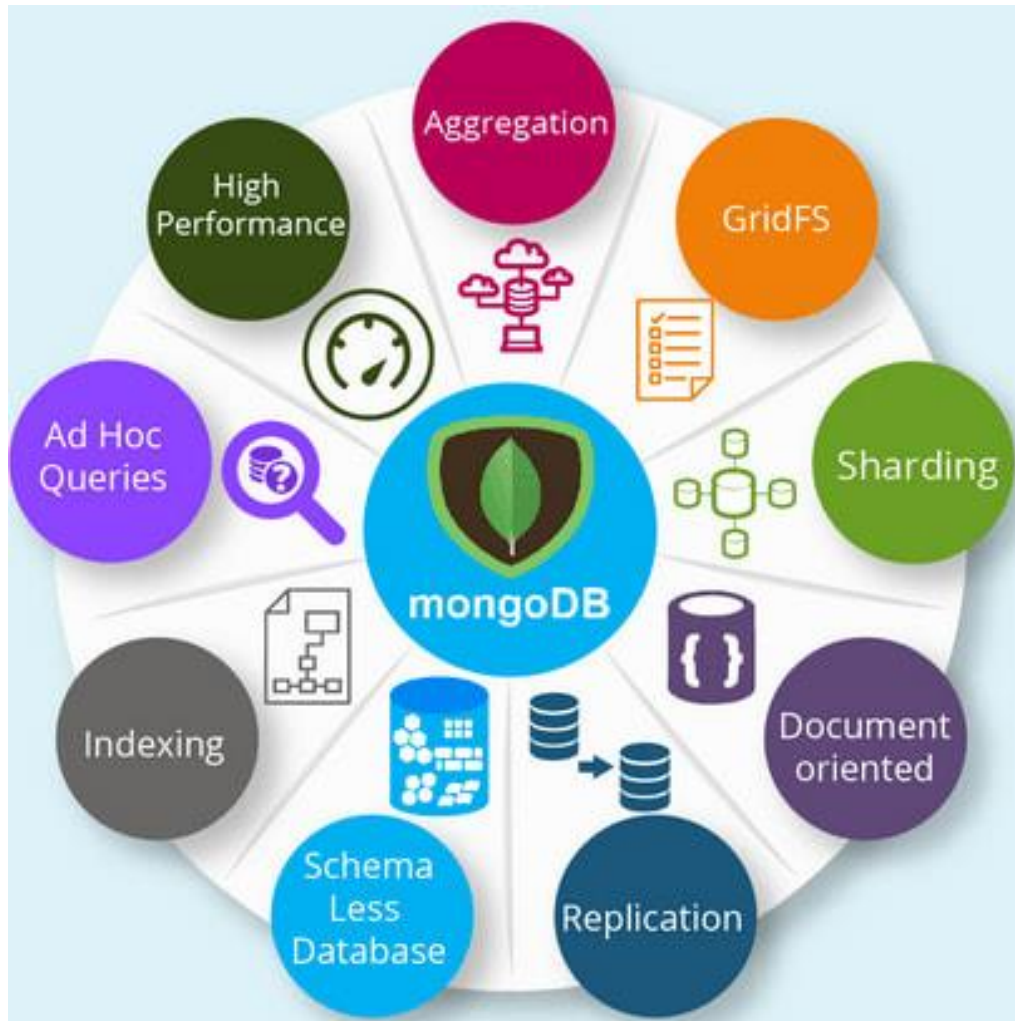 Aggregation
GridFS
Sharding
Document
oriented
Replication
Schema
Less
Database
Indexing
Ad Hoc
Queries
High
Performance
mongoDB
{ }
?